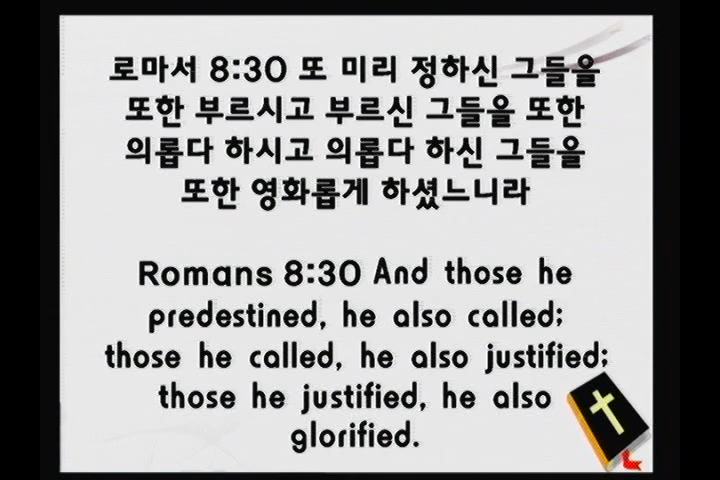 로마서 8:30 또 미리 정하신 그들을
또한 부르시고 부르신 그들을 또한
의롭다 하시고 의롭다 하신 그들을
또한 영화롭게 하셨느니라
Romans 8:30 And those he
predestined, he also called;
those he called, he also justified;
those he justified, he also
glorified.